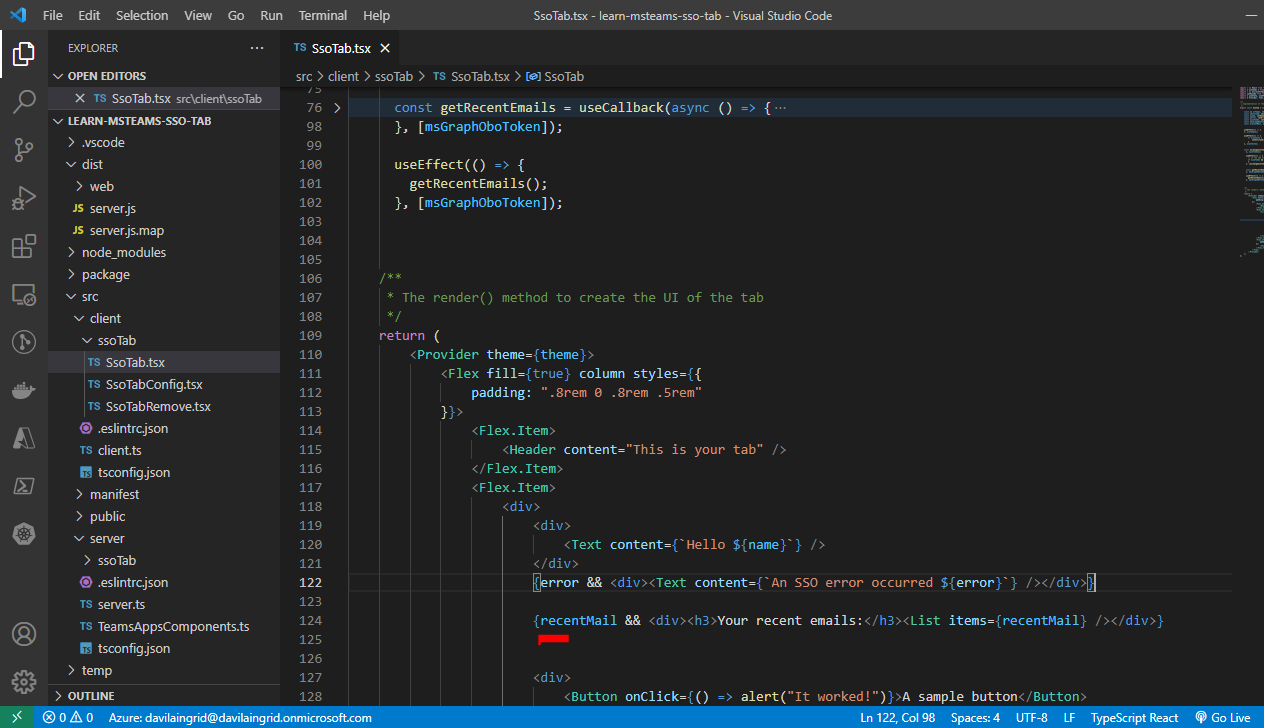 File Edit Selection View Go Run Terminal Help
SsoTab.tsx - learn-msteams-sso-tab - Visual Studio Code
EXPLORER
OPEN EDITORS
TS SsoTab.tsx src\client\ssoTab
LEARN-MSTEAMS-SSO-TAB
.vscode
dist
web
JS server.js
JS server.js.map
node_modules
package
src
client
ssoTab
TS SsoTab.tsx
TS SsoTabConfig.tsx
TS SsoTabRemove.tsx
.eslintrc.json
TS client.ts
TS tsconfig.json
manifest
public
server
ssoTab
.eslintrc.json
TS server.ts
TS TeamsAppsComponents.ts
TS tsconfig.json
temp
OUTLINE
TS SsoTab.tsx
src > client > ssoTab > TS SsoTab.tsx > SsoTab
75
76 const getRecentEmails = useCallback(async () => { ···
98 }, [msGraphOboToken]);
99
100 useEffect(() => {
101 getRecentEmails();
102 }, [msGraphOboToken]);
103
104
105
106 /**
107 * The render() method to create the UI of the tab
108 */
109 return (
110 <Provider theme={theme}>
111 <Flex fill={true} column styles={{
112 padding: ".8rem 0 .8rem .5rem"
113 }}>
114 <Flex.Item>
115 <Header content="This is your tab" />
116 </Flex.Item>
117 <Flex.Item>
118 <div>
119 <div>
120 <Text content={`Hello ${name}`} />
121 </div>
122 {error && <div><Text content={`An SSO error occurred ${error}`} /></div>}
123
124 {recentMail && <div><h3>Your recent emails:</h3><List items={recentMail} /></div>}
125
126
127 <div>
128 <Button onClick={() => alert("It worked!")}>A sample button</Button>
0 0 Azure: davilaingrid@davilaingrid.onmicrosoft.com
Ln 122, Col 98 Spaces: 4 UTF-8 LF TypeScript React Go Live